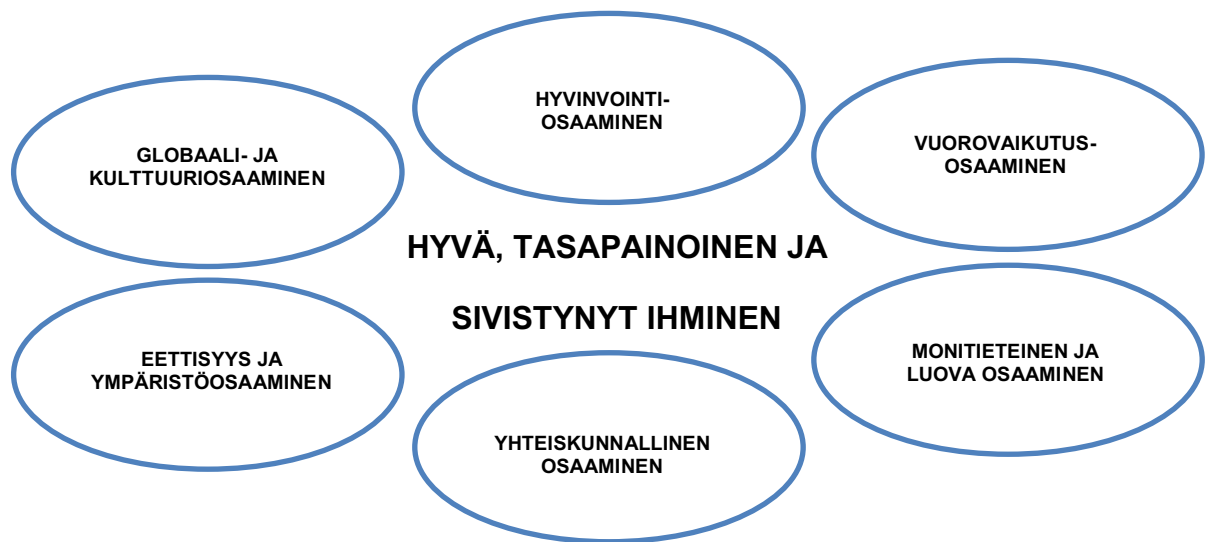 HYVINVOINTI-
OSAAMINEN
GLOBAALI- JA
KULTTUURIOSAAMINEN
VUOROVAIKUTUS-
OSAAMINEN
HYVÄ, TASAPAINOINEN JA
SIVISTYNYT IHMINEN
EETTISYYS JA
YMPÄRISTÖOSAAMINEN
MONITIETEINEN JA
LUOVA OSAAMINEN
YHTEISKUNNALLINEN
OSAAMINEN